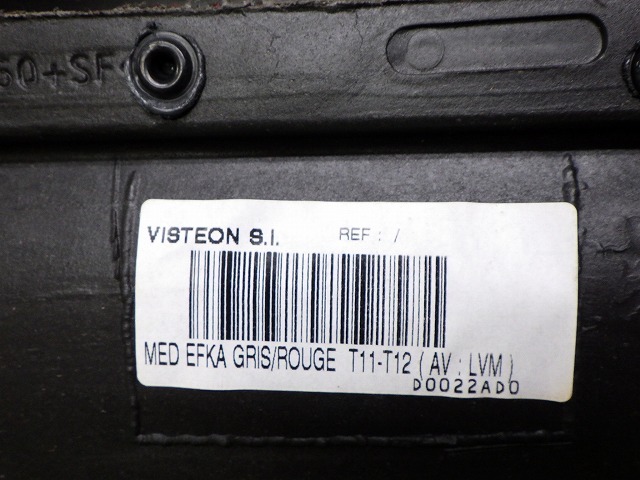 60+SF
VISTEON S.I. REF : /
MED EFKA GRIS/ROUGE T11-T12 ( AV : LVM )
D0022AD0